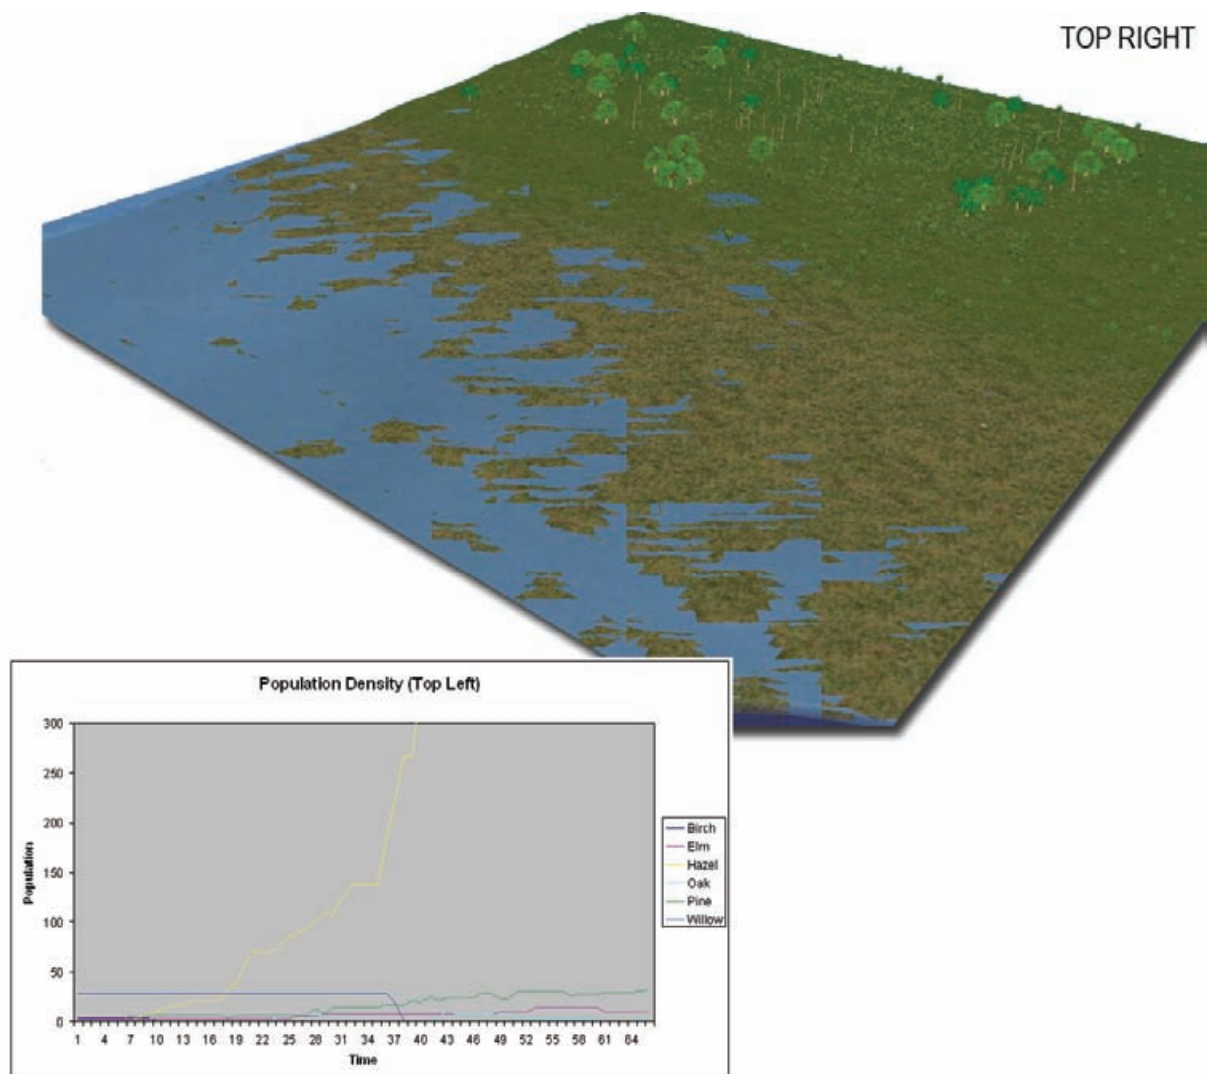 TOP RIGHT
Population Density (Top Left)
300
250
200
150
100
50
0
Population
1 4 7 10 13 16 19 22 25 28 31 34 37 40 43 46 49 52 55 58 61 64
Time
Birch
Elm
Hazel
Oak
Pine
Willow